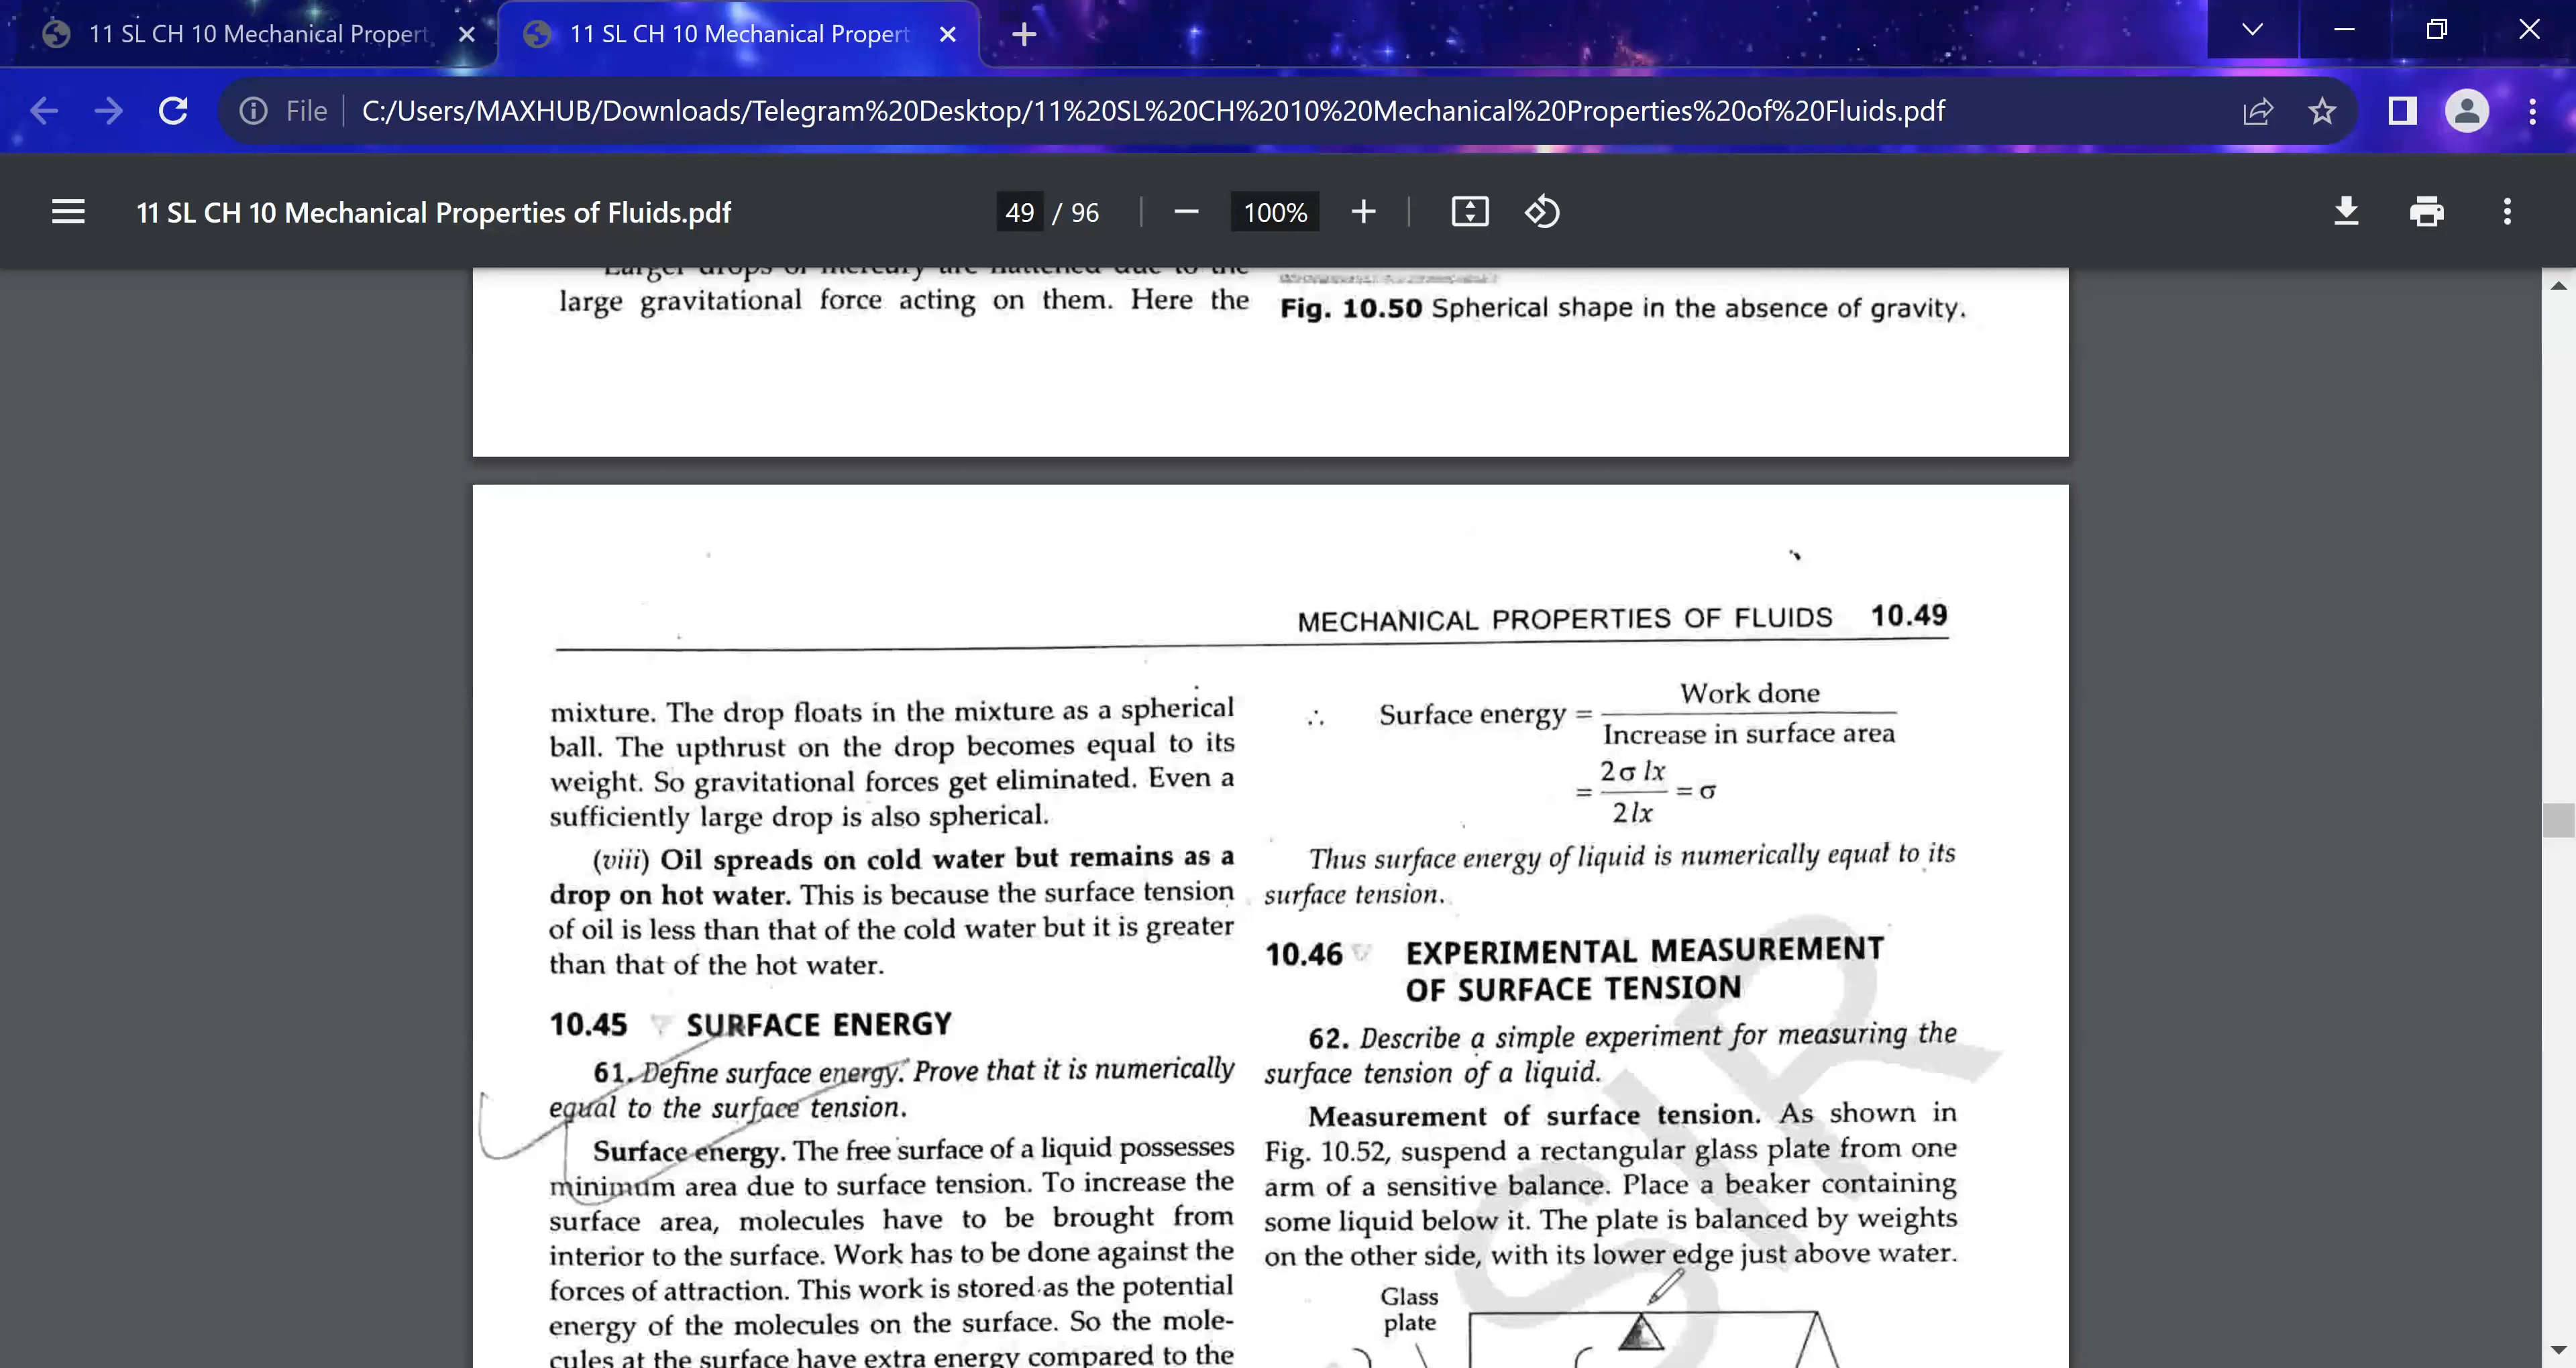 11 SL CH 10 Mechanical Propert
11 SL CH 10 Mechanical Propert
File
C:/Users/MAXHUB/Downloads/Telegram%20Desktop/11%20SL%20CH%2010%20Mechanical%20Properties%20of%20Fluids.pdf
11 SL CH 10 Mechanical Properties of Fluids.pdf
49 / 96
100%
Larger drops of mercury are flattened due to the
large gravitational force acting on them. Here the
Fig. 10.50 Spherical shape in the absence of gravity.
MECHANICAL PROPERTIES OF FLUIDS 10.49
mixture. The drop floats in the mixture as a spherical
ball. The upthrust on the drop becomes equal to its
weight. So gravitational forces get eliminated. Even a
sufficiently large drop is also spherical.
(viii) Oil spreads on cold water but remains as a
drop on hot water. This is because the surface tension
of oil is less than that of the cold water but it is greater
than that of the hot water.
10.45 SURFACE ENERGY
61. Define surface energy. Prove that it is numerically
equal to the surface tension.
Surface energy. The free surface of a liquid possesses
minimum area due to surface tension. To increase the
surface area, molecules have to be brought from
interior to the surface. Work has to be done against the
forces of attraction. This work is stored as the potential
energy of the molecules on the surface. So the mole-
cules at the surface have extra energy compared to the
∴ Surface energy = Work done
Increase in surface area
= 2σ lx / 2 lx = σ
Thus surface energy of liquid is numerically equal to its
surface tension.
10.46 EXPERIMENTAL MEASUREMENT
OF SURFACE TENSION
62. Describe a simple experiment for measuring the
surface tension of a liquid.
Measurement of surface tension. As shown in
Fig. 10.52, suspend a rectangular glass plate from one
arm of a sensitive balance. Place a beaker containing
some liquid below it. The plate is balanced by weights
on the other side, with its lower edge just above water.
Glass
plate
SIR